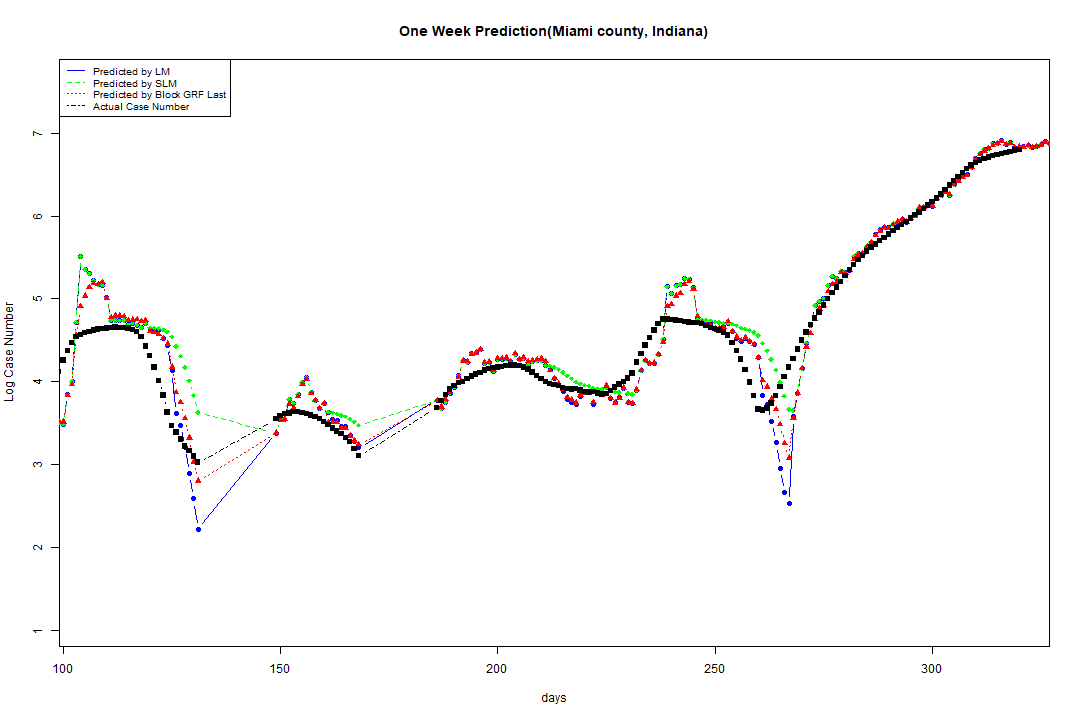 One Week Prediction(Miami county, Indiana)
Predicted by LM
Predicted by SLM
Predicted by Block GRF Last
Actual Case Number
7
6
5
4
3
2
1
Log Case Number
100 150 200 250 300
days